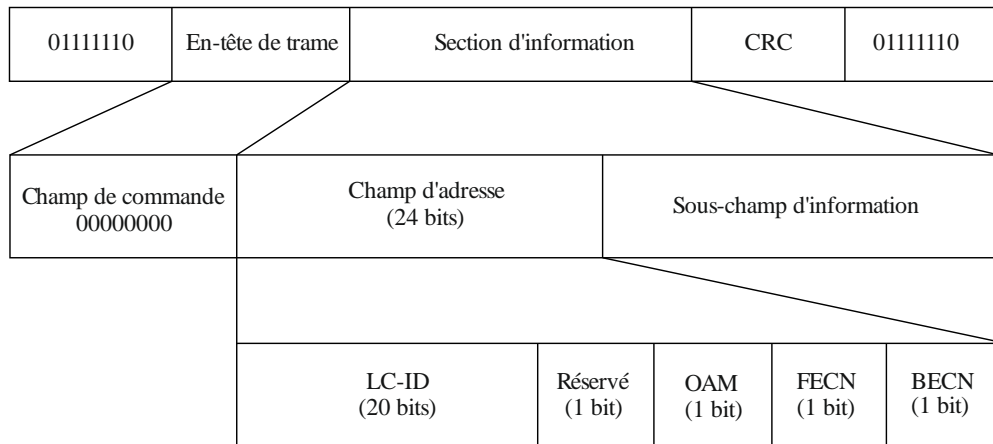 01111110 En-tête de trame Section d'information CRC 01111110
Champ de commande
00000000
Champ d'adresse
(24 bits)
Sous-champ d'information
LC-ID
(20 bits)
Réservé
(1 bit)
OAM
(1 bit)
FECN
(1 bit)
BECN
(1 bit)